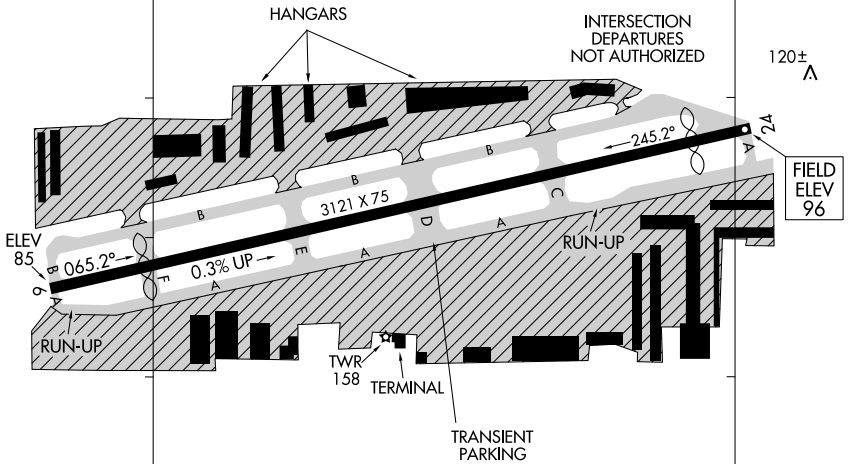 HANGARS
INTERSECTION
DEPARTURES
NOT AUTHORIZED
120±
24
245.2°
A
B
B
B
3121 X 75
FIELD
ELEV
96
C
D
A
RUN-UP
ELEV
85
B
065.2°
F
0.3% UP
E
A
A
6
A
RUN-UP
TWR
158
TERMINAL
TRANSIENT
PARKING